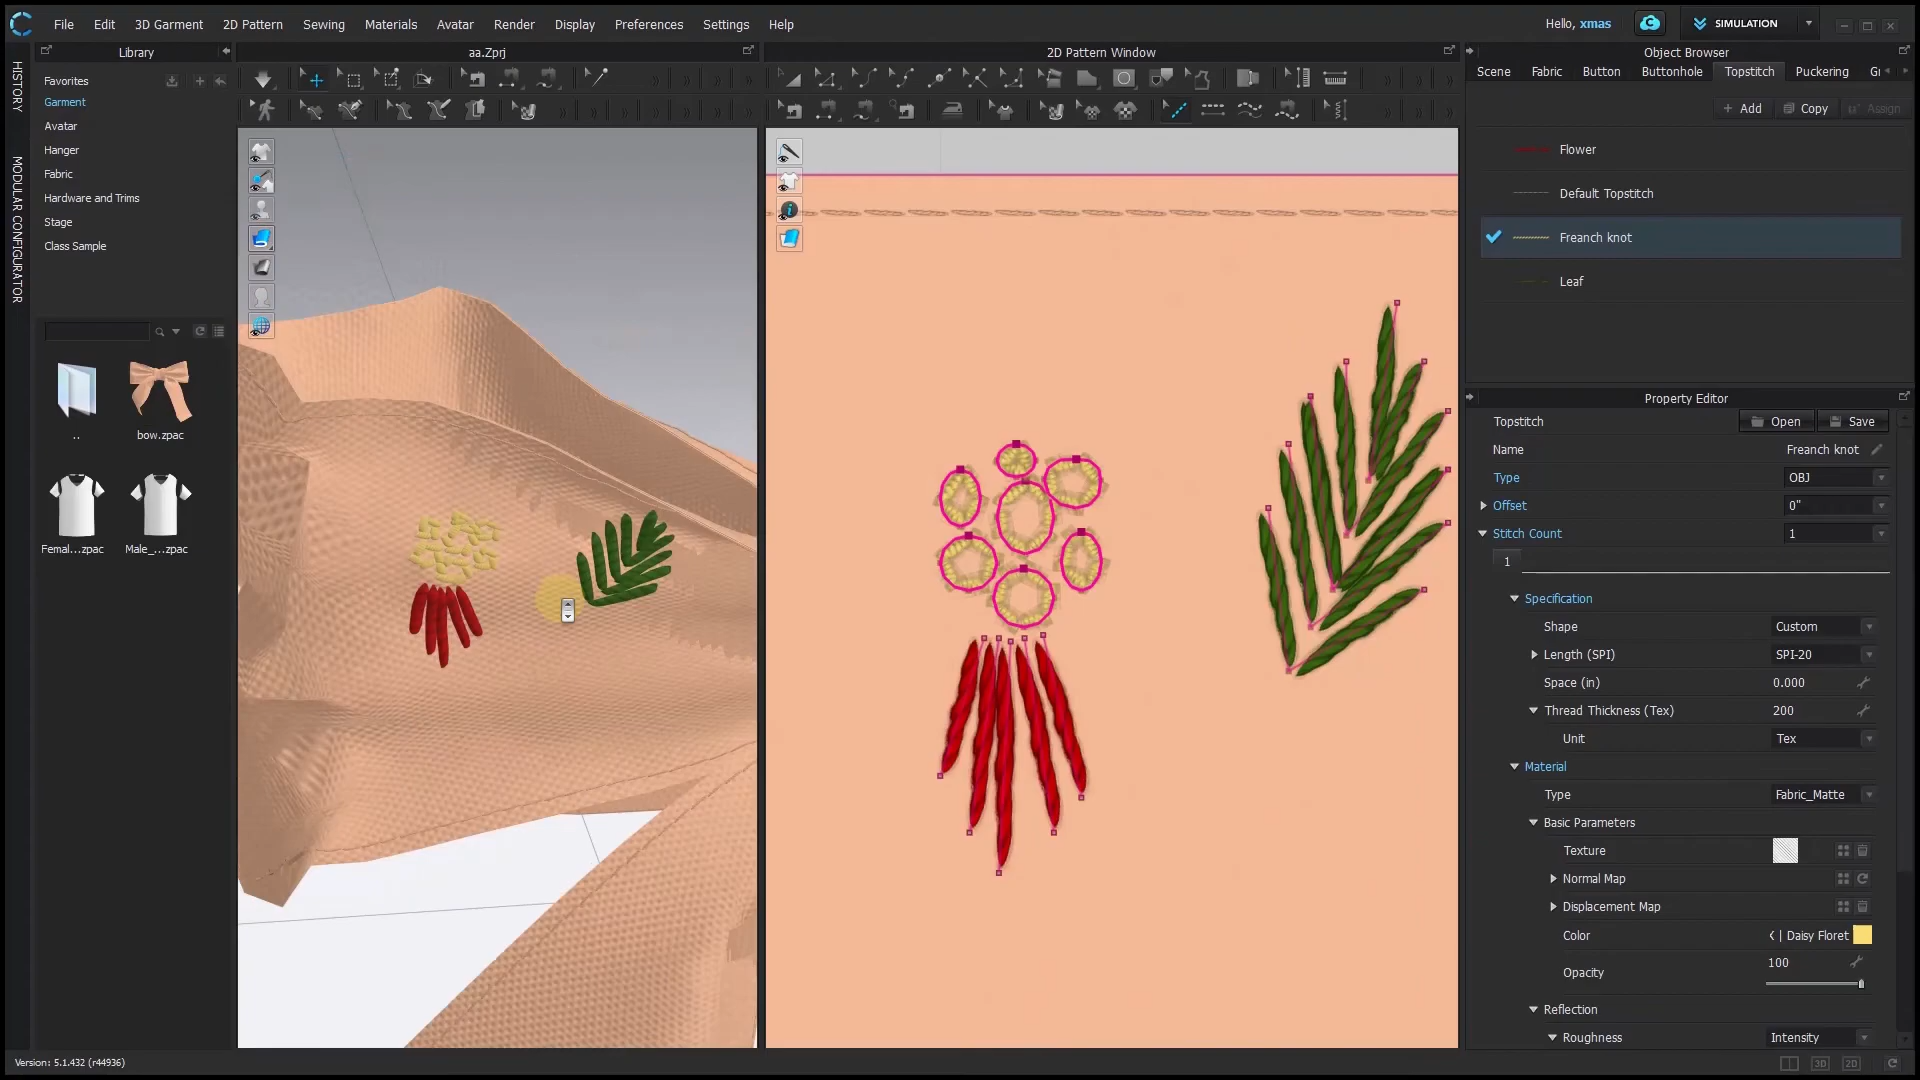 File Edit 3D Garment 2D Pattern Sewing Materials Avatar Render Display Preferences Settings Help
Hello, xmas
SIMULATION
HISTORY
MODULAR CONFIGURATOR
Library
Favorites
Garment
Avatar
Hanger
Fabric
Hardware and Trims
Stage
Class Sample
..
bow.zpac
Femal...zpac
Male_...zpac
aa.Zprj
2D Pattern Window
Object Browser
Scene Fabric Button Buttonhole Topstitch Puckering Gr
+ Add Copy Assign
Flower
Default Topstitch
Freanch knot
Leaf
Property Editor
Topstitch Open Save
Name Freanch knot
Type OBJ
Offset 0"
Stitch Count 1
1
Specification
Shape Custom
Length (SPI) SPI-20
Space (in) 0.000
Thread Thickness (Tex) 200
Unit Tex
Material
Type Fabric_Matte
Basic Parameters
Texture
Normal Map
Displacement Map
Color | Daisy Floret
Opacity 100
Reflection
Roughness Intensity
Version: 5.1.432 (r44936)
3D 2D